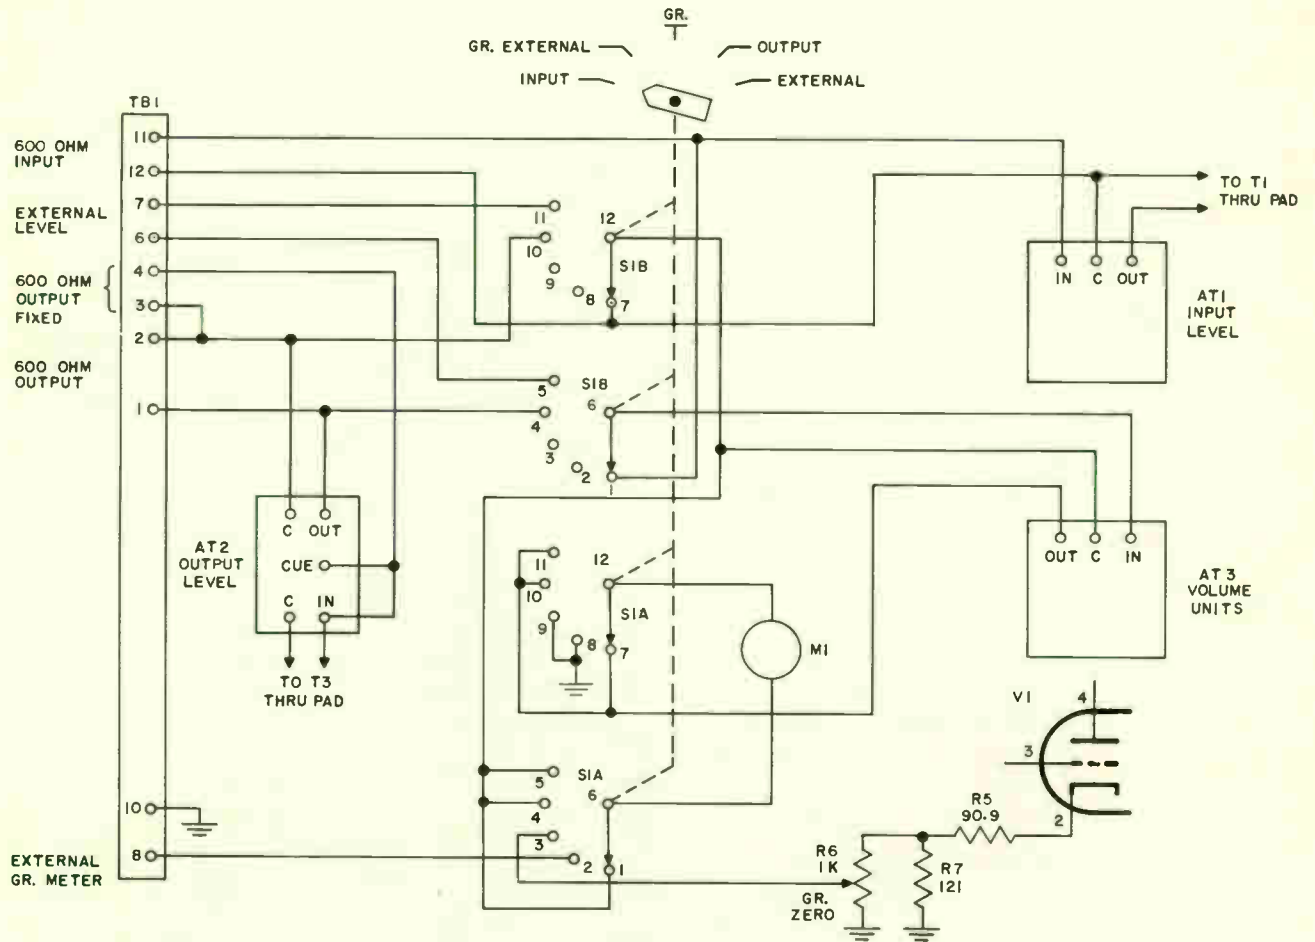 GR.
GR. EXTERNAL
OUTPUT
INPUT
EXTERNAL
TB1
600 OHM
INPUT
11
12
EXTERNAL
LEVEL
7
6
600 OHM
OUTPUT
FIXED
4
3
2
600 OHM
OUTPUT
1
11
10
9
8
12
S1B
7
5
4
3
2
S1B
6
1
TO T1
THRU PAD
IN C OUT
AT1
INPUT
LEVEL
AT2
OUTPUT
LEVEL
C OUT
CUE
C IN
TO T3
THRU PAD
11
10
9
8
12
S1A
7
M1
OUT C IN
AT3
VOLUME
UNITS
5
4
3
2
S1A
6
1
V1
4
3
2
R5
90.9
R6
1K
GR.
ZERO
R7
121
10
8
EXTERNAL
GR. METER